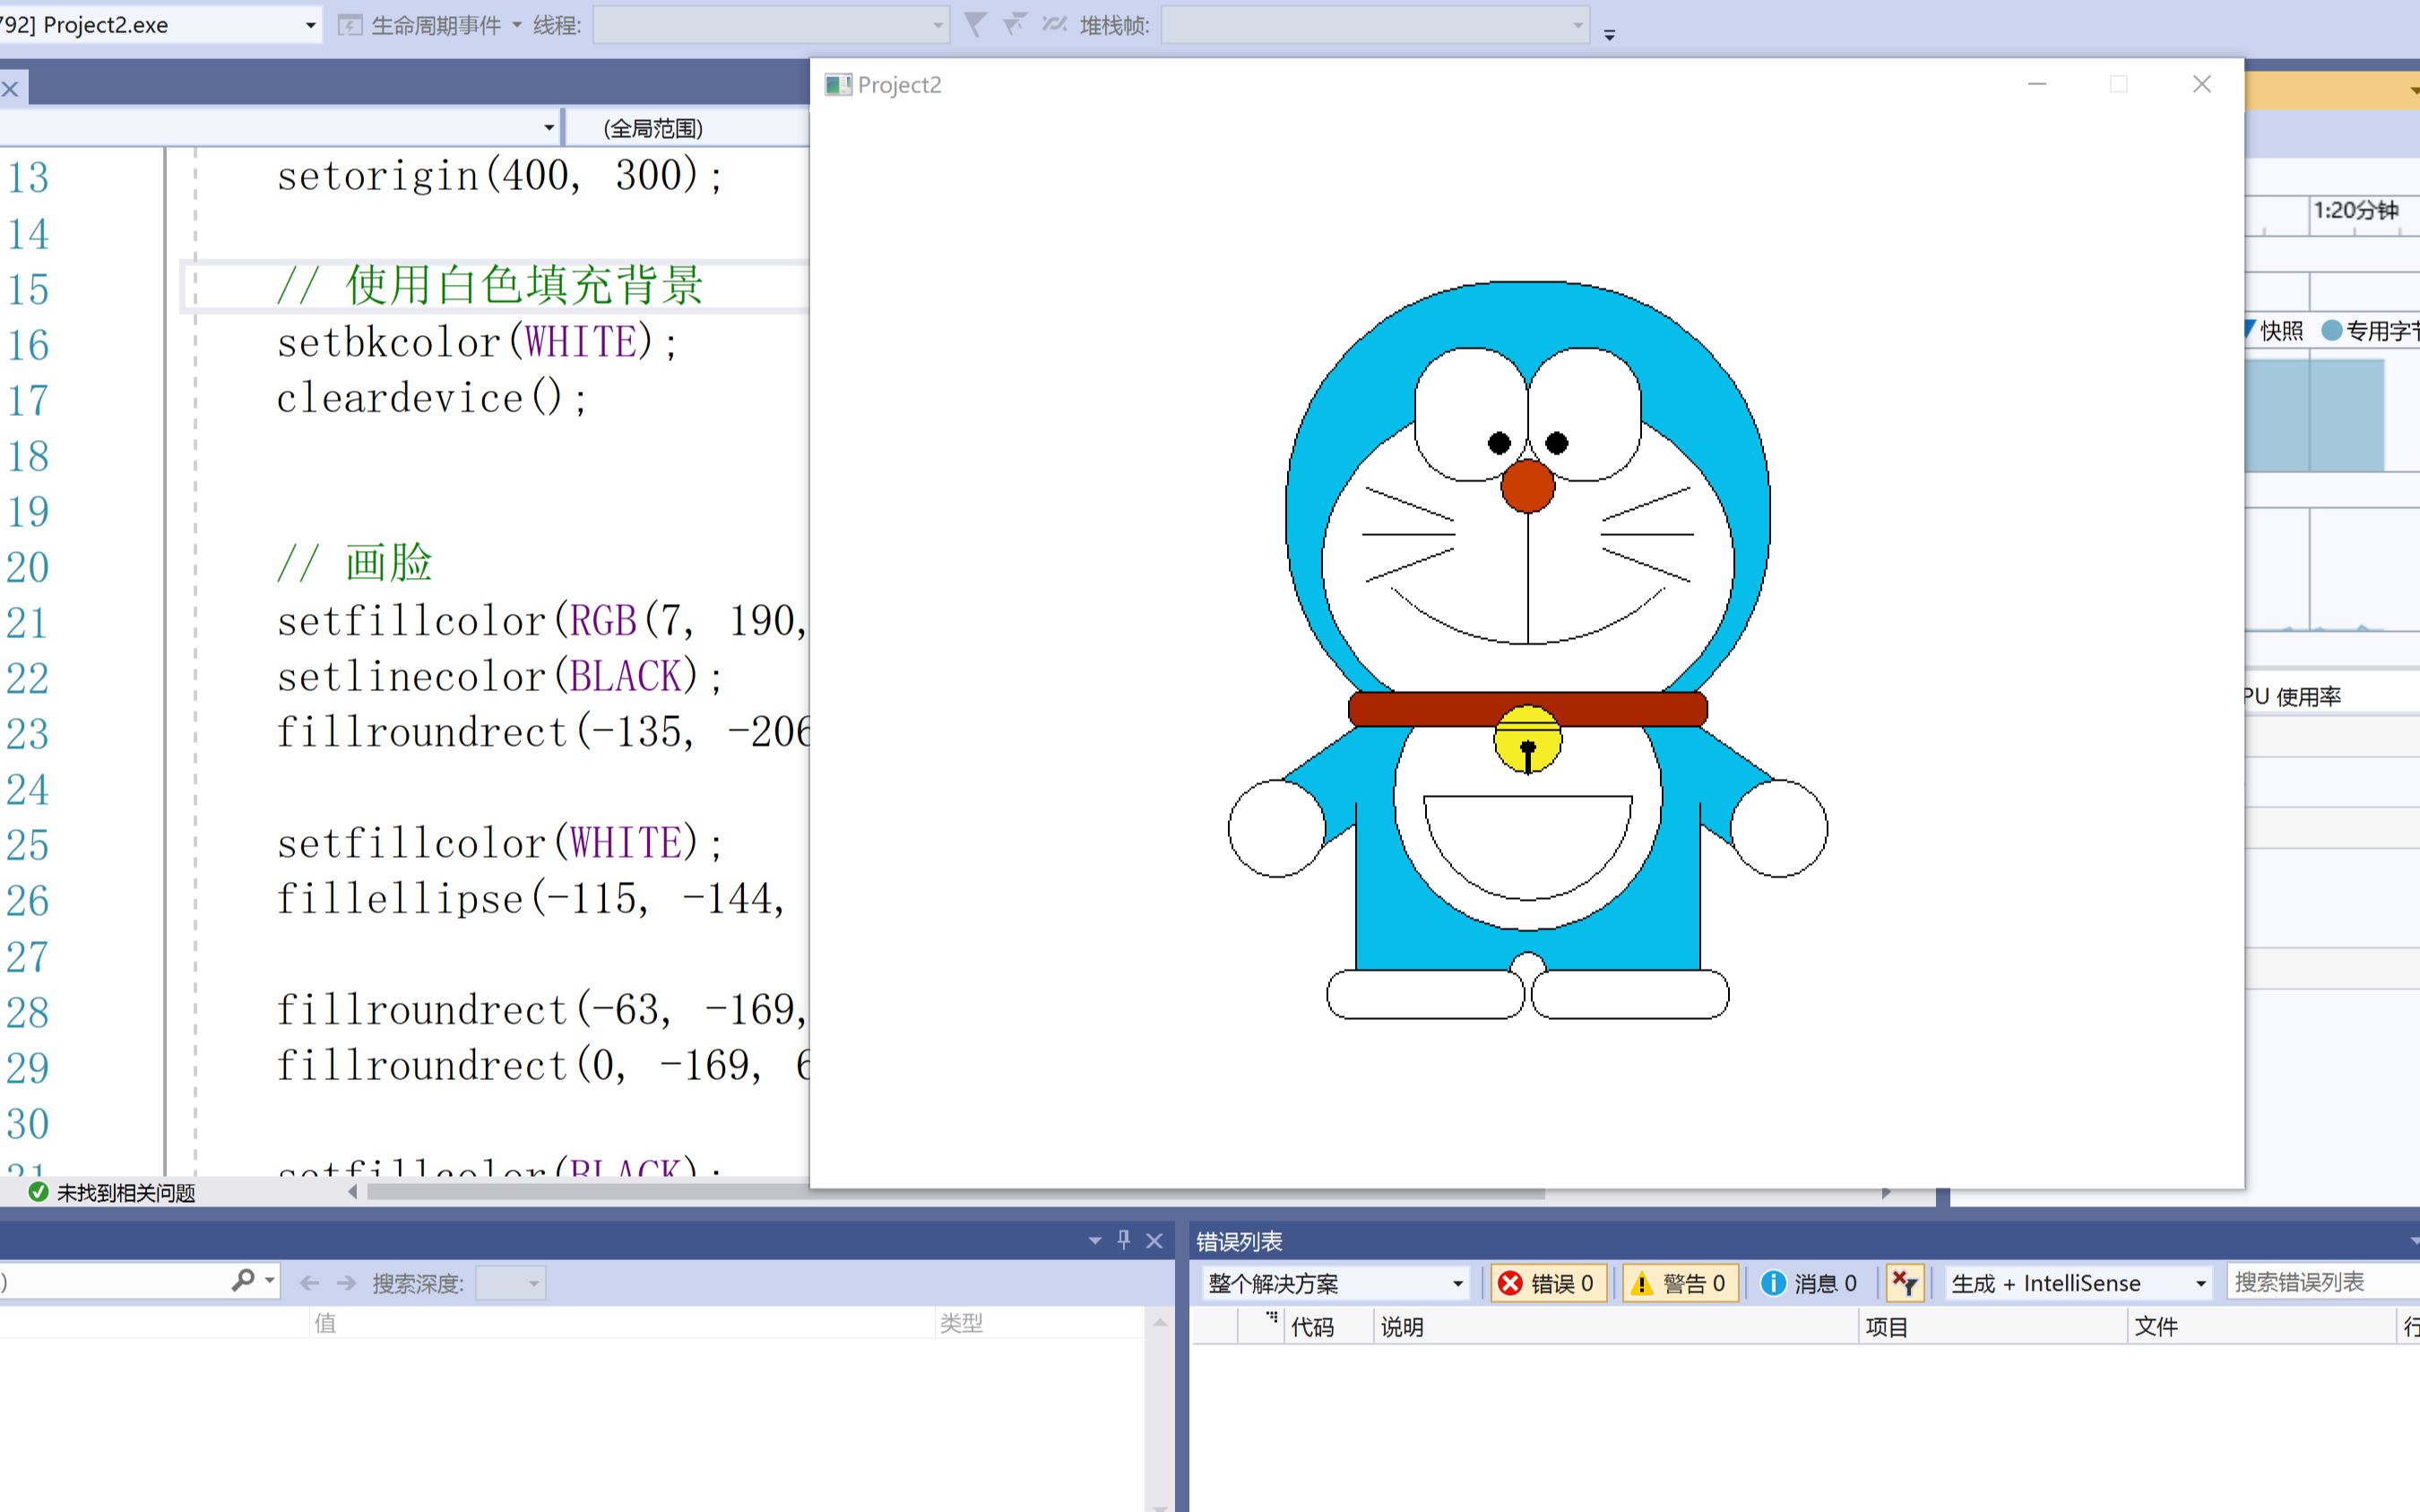 792] Project2.exe 生命周期事件 线程: 堆栈帧:
Project2
(全局范围)
13 setorigin(400, 300);
14
15 // 使用白色填充背景
16 setbkcolor(WHITE);
17 cleardevice();
18
19
20 // 画脸
21 setfillcolor(RGB(7, 190,
22 setlinecolor(BLACK);
23 fillroundrect(-135, -206
24
25 setfillcolor(WHITE);
26 fillellipse(-115, -144,
27
28 fillroundrect(-63, -169,
29 fillroundrect(0, -169, 6
30
31 setfillcolor(BLACK);
1:20分钟
快照 专用字节
PU 使用率
未找到相关问题
) 搜索深度:
值 类型
错误列表
整个解决方案 错误 0 警告 0 消息 0 生成 + IntelliSense 搜索错误列表
代码 说明 项目 文件 行